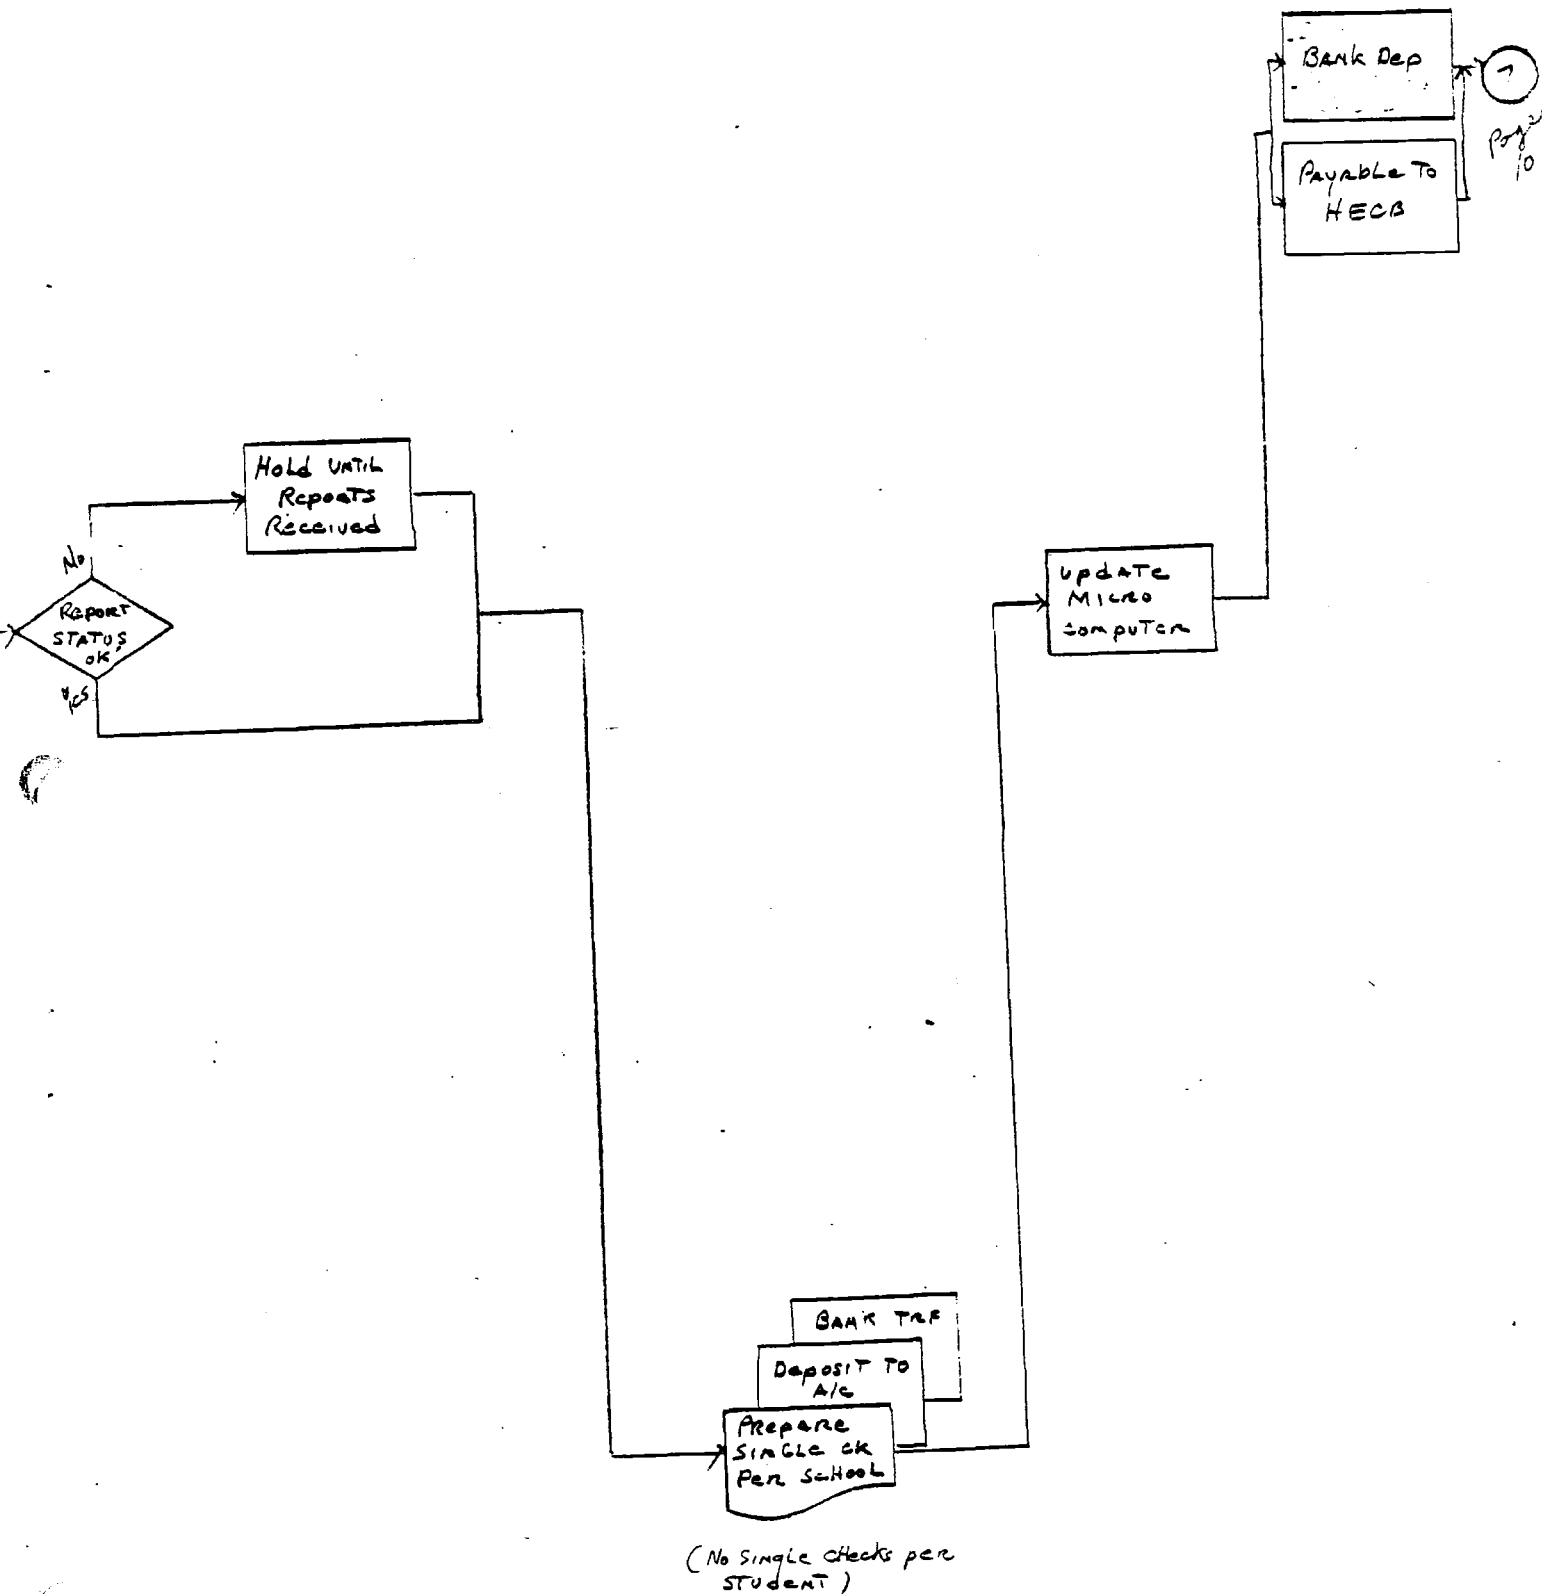 BANK Dep
7
Page
10
PAYABLE TO
HECB
Hold UNTIL
RepoRTS
Received
No
RepoRT
STATUS
OK?
Yes
UpdATe
MICRO
computeR
BANK TRF
Deposit TO
A/C
PRepARe
SINGLe CK
PeR SCHOOL
(No SINGLe CHecks peR
STUdeNT)